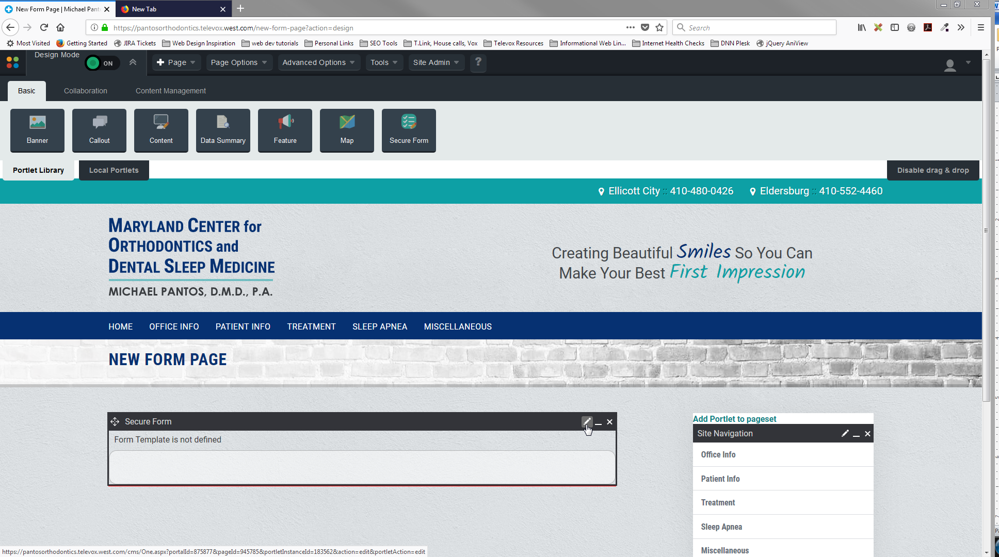 New Form Page | Michael Pant
New Tab
https://pantosorthodontics.televox.west.com/new-form-page?action=design
Search
Most Visited
Getting Started
JIRA Tickets
Web Design Inspiration
web dev tutorials
Personal Links
SEO Tools
T.Link, House calls, Vox
Televox Resources
Informational Web Lin...
Internet Health Checks
DNN Plesk
jQuery AniView
Design Mode
ON
Page
Page Options
Advanced Options
Tools
Site Admin
?
Basic
Collaboration
Content Management
Banner
Callout
Content
Data Summary
Feature
Map
Secure Form
Portlet Library
Local Portlets
Disable drag & drop
Ellicott City :: 410-480-0426
Eldersburg :: 410-552-4460
MARYLAND CENTER for
ORTHODONTICS and
DENTAL SLEEP MEDICINE
MICHAEL PANTOS, D.M.D., P.A.
Creating Beautiful Smiles So You Can
Make Your Best First Impression
HOME
OFFICE INFO
PATIENT INFO
TREATMENT
SLEEP APNEA
MISCELLANEOUS
NEW FORM PAGE
Secure Form
Form Template is not defined
Add Portlet to pageset
Site Navigation
Office Info
Patient Info
Treatment
Sleep Apnea
Miscellaneous
https://pantosorthodontics.televox.west.com/cms/One.aspx?portalId=875877&pageId=945785&portletInstanceId=183562&action=edit&portletAction=edit